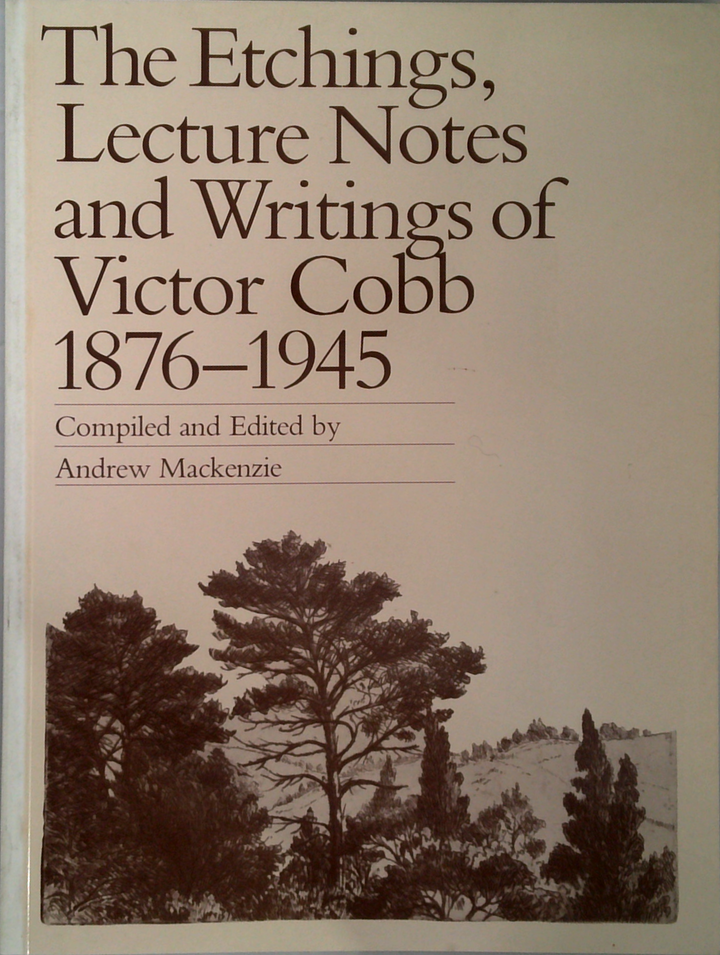 The Etchings,
Lecture Notes
and Writings of
Victor Cobb
1876–1945
Compiled and Edited by
Andrew Mackenzie